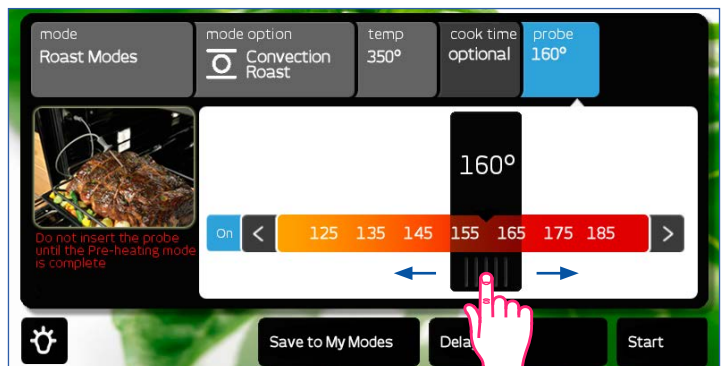 mode
Roast Modes
mode option
Convection
Roast
temp
350°
cook time
optional
probe
160°
160°
On < 125 135 145 155 165 175 185 >
Do not insert the probe
until the Pre-heating mode
is complete
Save to My Modes
Start